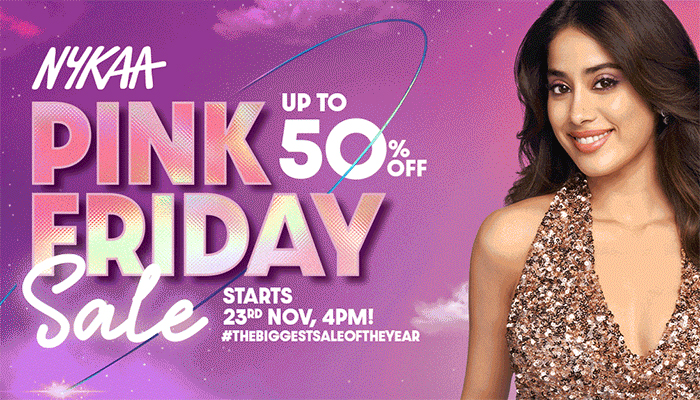 NYKAA
PINK
FRIDAY
Sale
UP TO
50% OFF
STARTS
23RD NOV, 4PM!
#THEBIGGESTSALEOFTHEYEAR